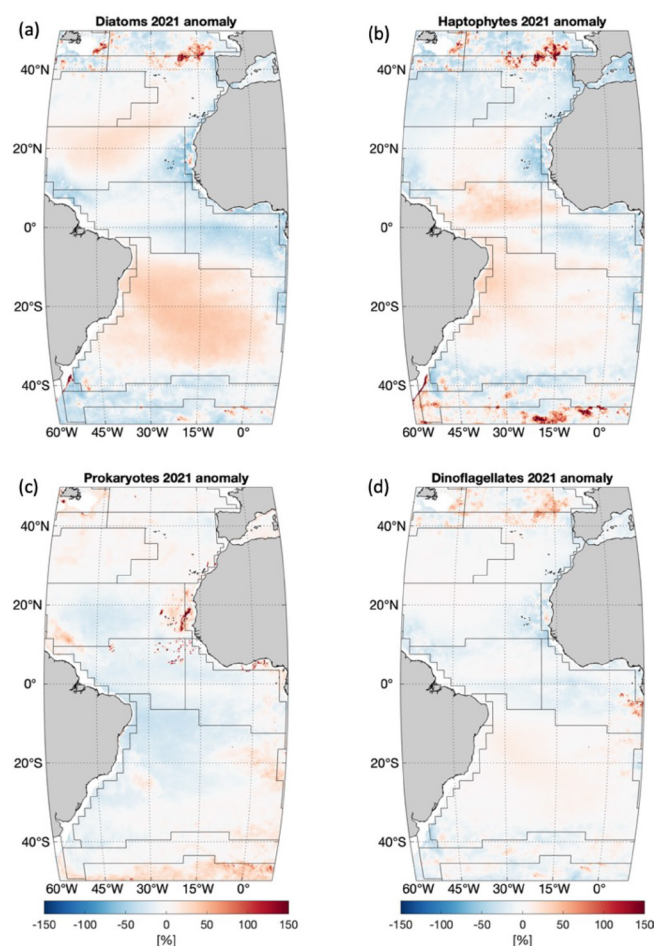 (a) Diatoms 2021 anomaly (b) Haptophytes 2021 anomaly
40°N 40°N
20°N 20°N
0° 0°
20°S 20°S
40°S 40°S
60°W 45°W 30°W 15°W 0° 60°W 45°W 30°W 15°W 0°
(c) Prokaryotes 2021 anomaly (d) Dinoflagellates 2021 anomaly
40°N 40°N
20°N 20°N
0° 0°
20°S 20°S
40°S 40°S
60°W 45°W 30°W 15°W 0° 60°W 45°W 30°W 15°W 0°
-150 -100 -50 0 50 100 150 -150 -100 -50 0 50 100 150
[%] [%]